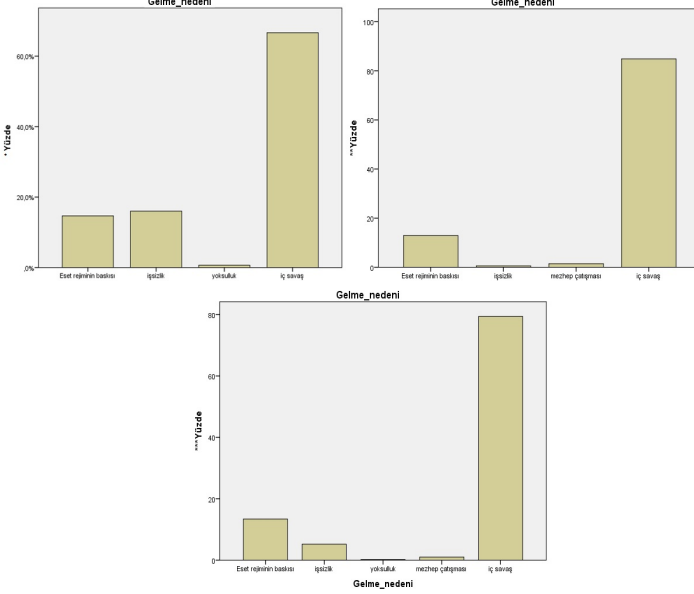 Gelme_nedeni
60,0%
40,0%
20,0%
,0%
*Yüzde
Eset rejiminin baskısı işsizlik yoksulluk iç savaş
Gelme_nedeni
100
80
60
40
20
0
**Yüzde
Eset rejiminin baskısı işsizlik mezhep çatışması iç savaş
Gelme_nedeni
80
60
40
20
0
***Yüzde
Eset rejiminin baskısı işsizlik yoksulluk mezhep çatışması iç savaş
Gelme_nedeni